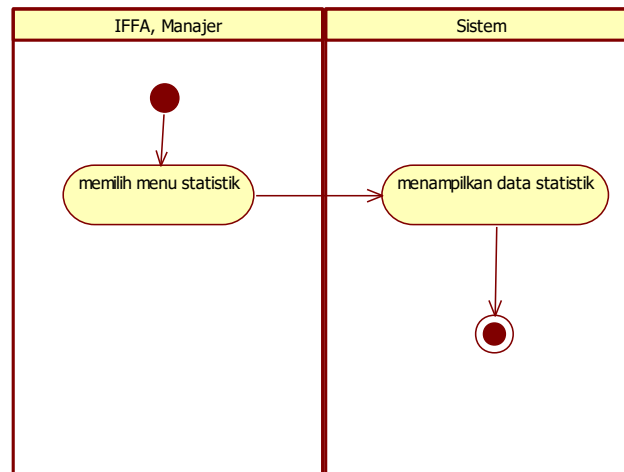 IFFA, Manajer
Sistem
memilih menu statistik
menampilkan data statistik